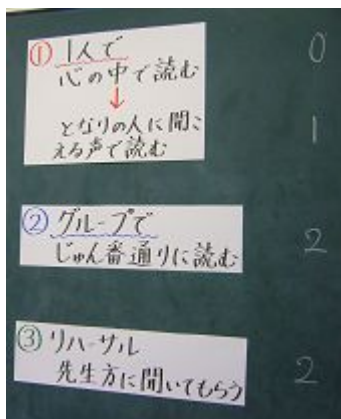 ① 1人で 0
心の中で読む
↓
となりの人に聞こ 1
える声で読む
② グループで
じゅん番通りに読む 2
③ リハーサル
先生方に聞いてもらう 2